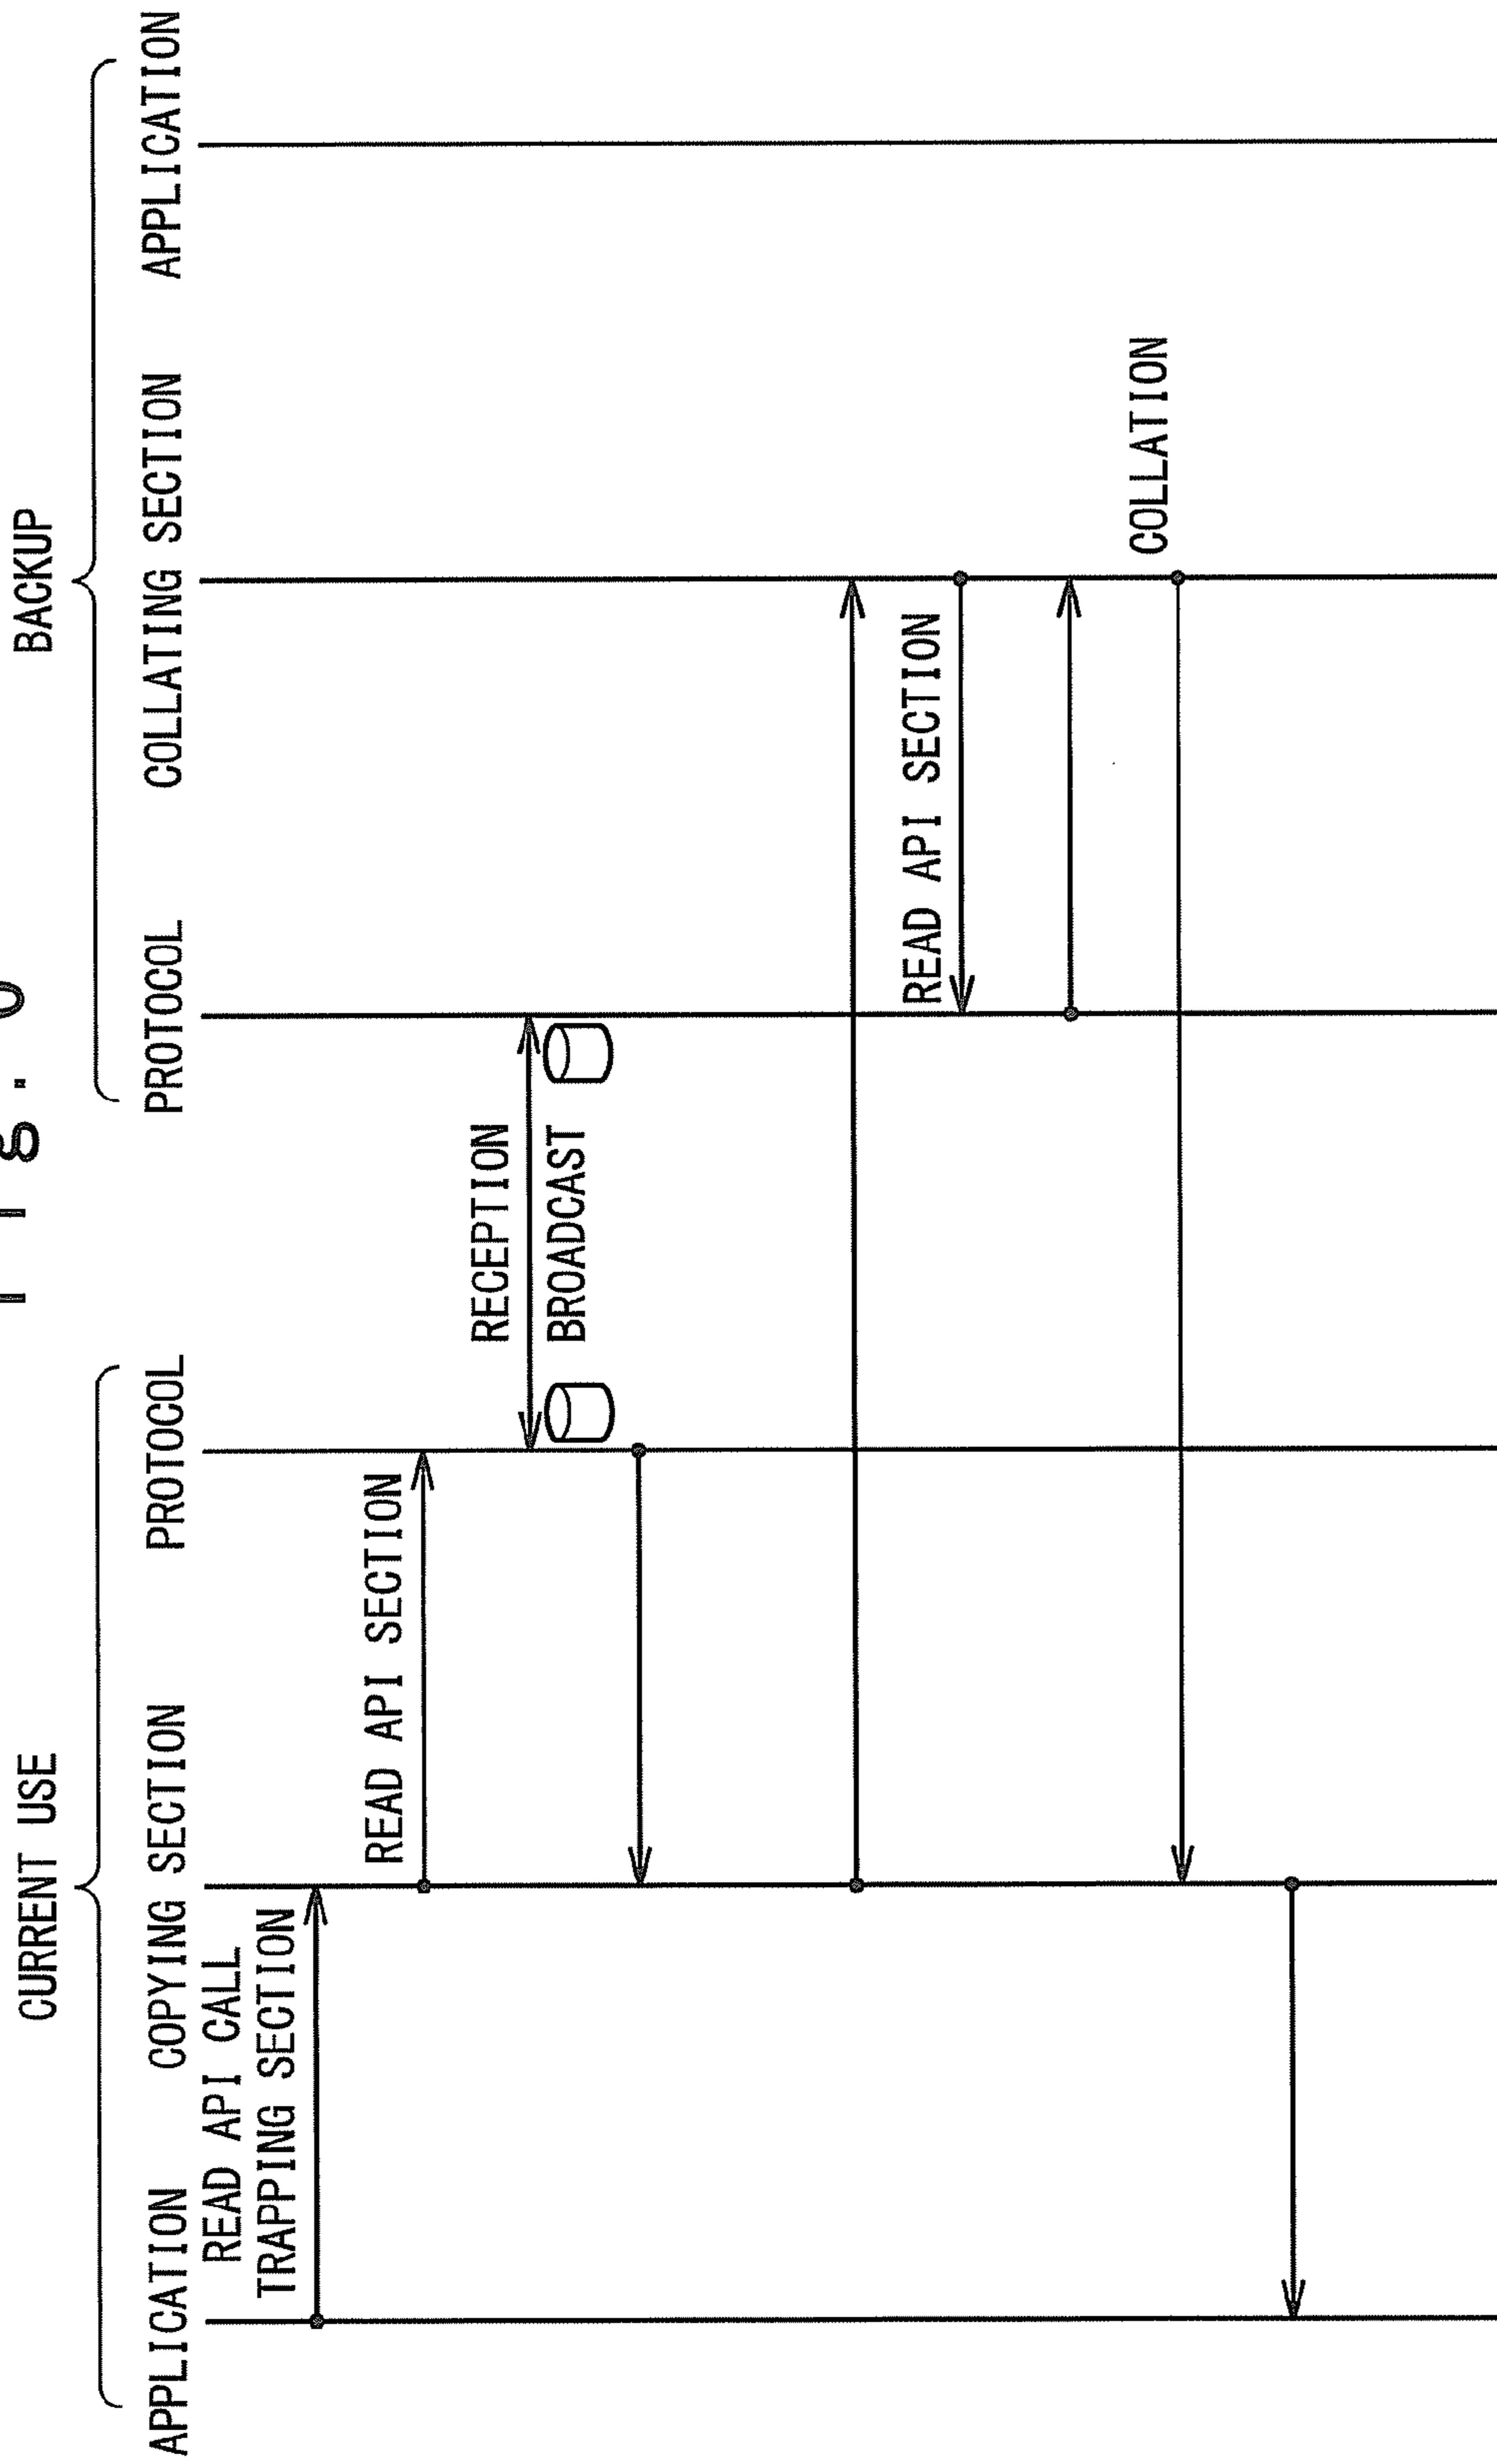 CURRENT USE
BACKUP
APPLICATION
COPYING SECTION
PROTOCOL
PROTOCOL
COLLATING SECTION
APPLICATION
READ API CALL
TRAPPING SECTION
READ API SECTION
RECEPTION
BROADCAST
READ API SECTION
COLLATION